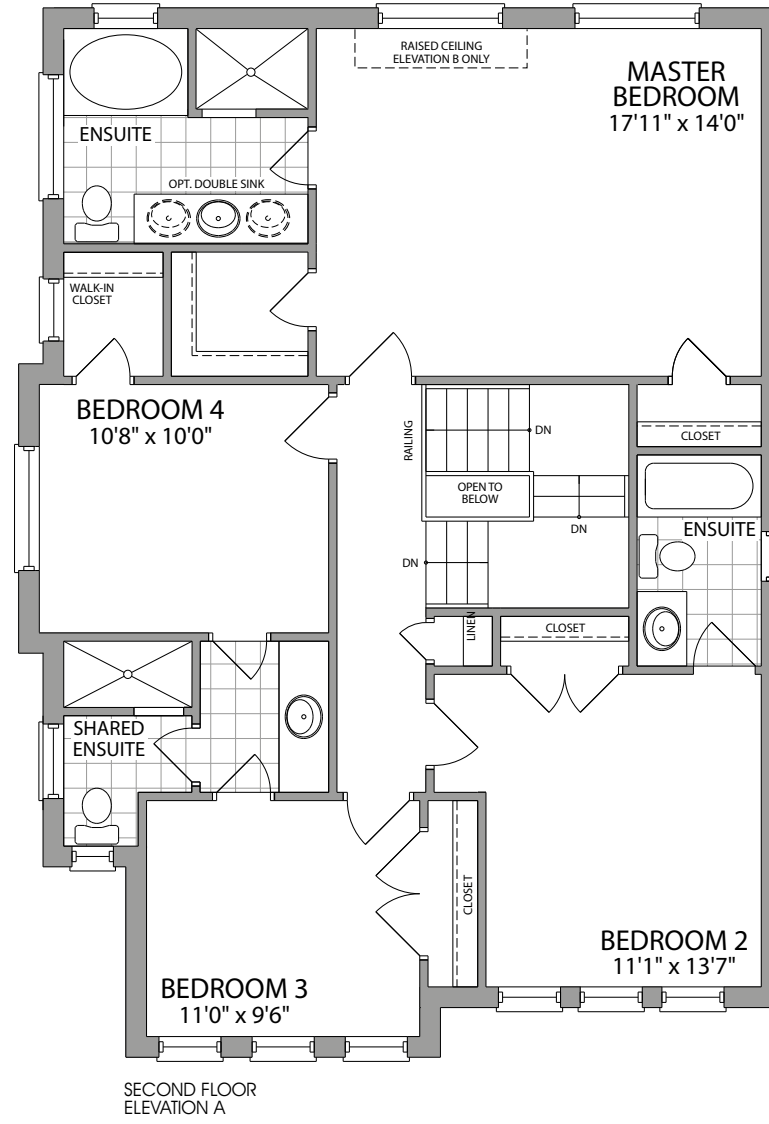 RAISED CEILING
ELEVATION B ONLY
MASTER
BEDROOM
17'11" x 14'0"
ENSUITE
OPT. DOUBLE SINK
WALK-IN
CLOSET
BEDROOM 4
10'8" x 10'0"
RAILING
DN
OPEN TO
BELOW
DN
DN
CLOSET
ENSUITE
LINEN
CLOSET
SHARED
ENSUITE
CLOSET
BEDROOM 2
11'1" x 13'7"
BEDROOM 3
11'0" x 9'6"
SECOND FLOOR
ELEVATION A